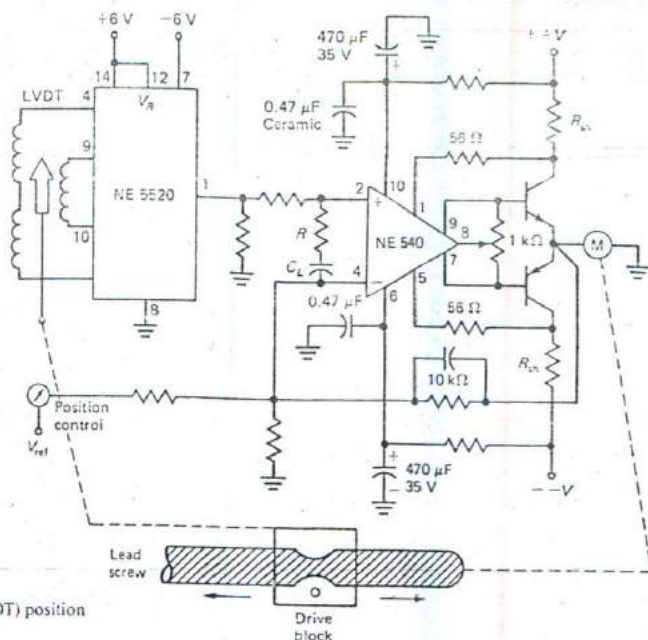 +6 V
−6 V
470 μF
35 V
+
++V
14
12
7
LVDT
4
V_R
0.47 μF
Ceramic
R_sh
56 Ω
9
NE 5520
1
2
+
10
1
9
8
NE 540
1 kΩ
M
R
10
C_L
4
−
7
5
6
0.47 μF
56 Ω
8
10 kΩ
R_sh
Position
control
V_ref
+
470 μF
− 35 V
−−V
Lead
screw
DT) position
Drive
block